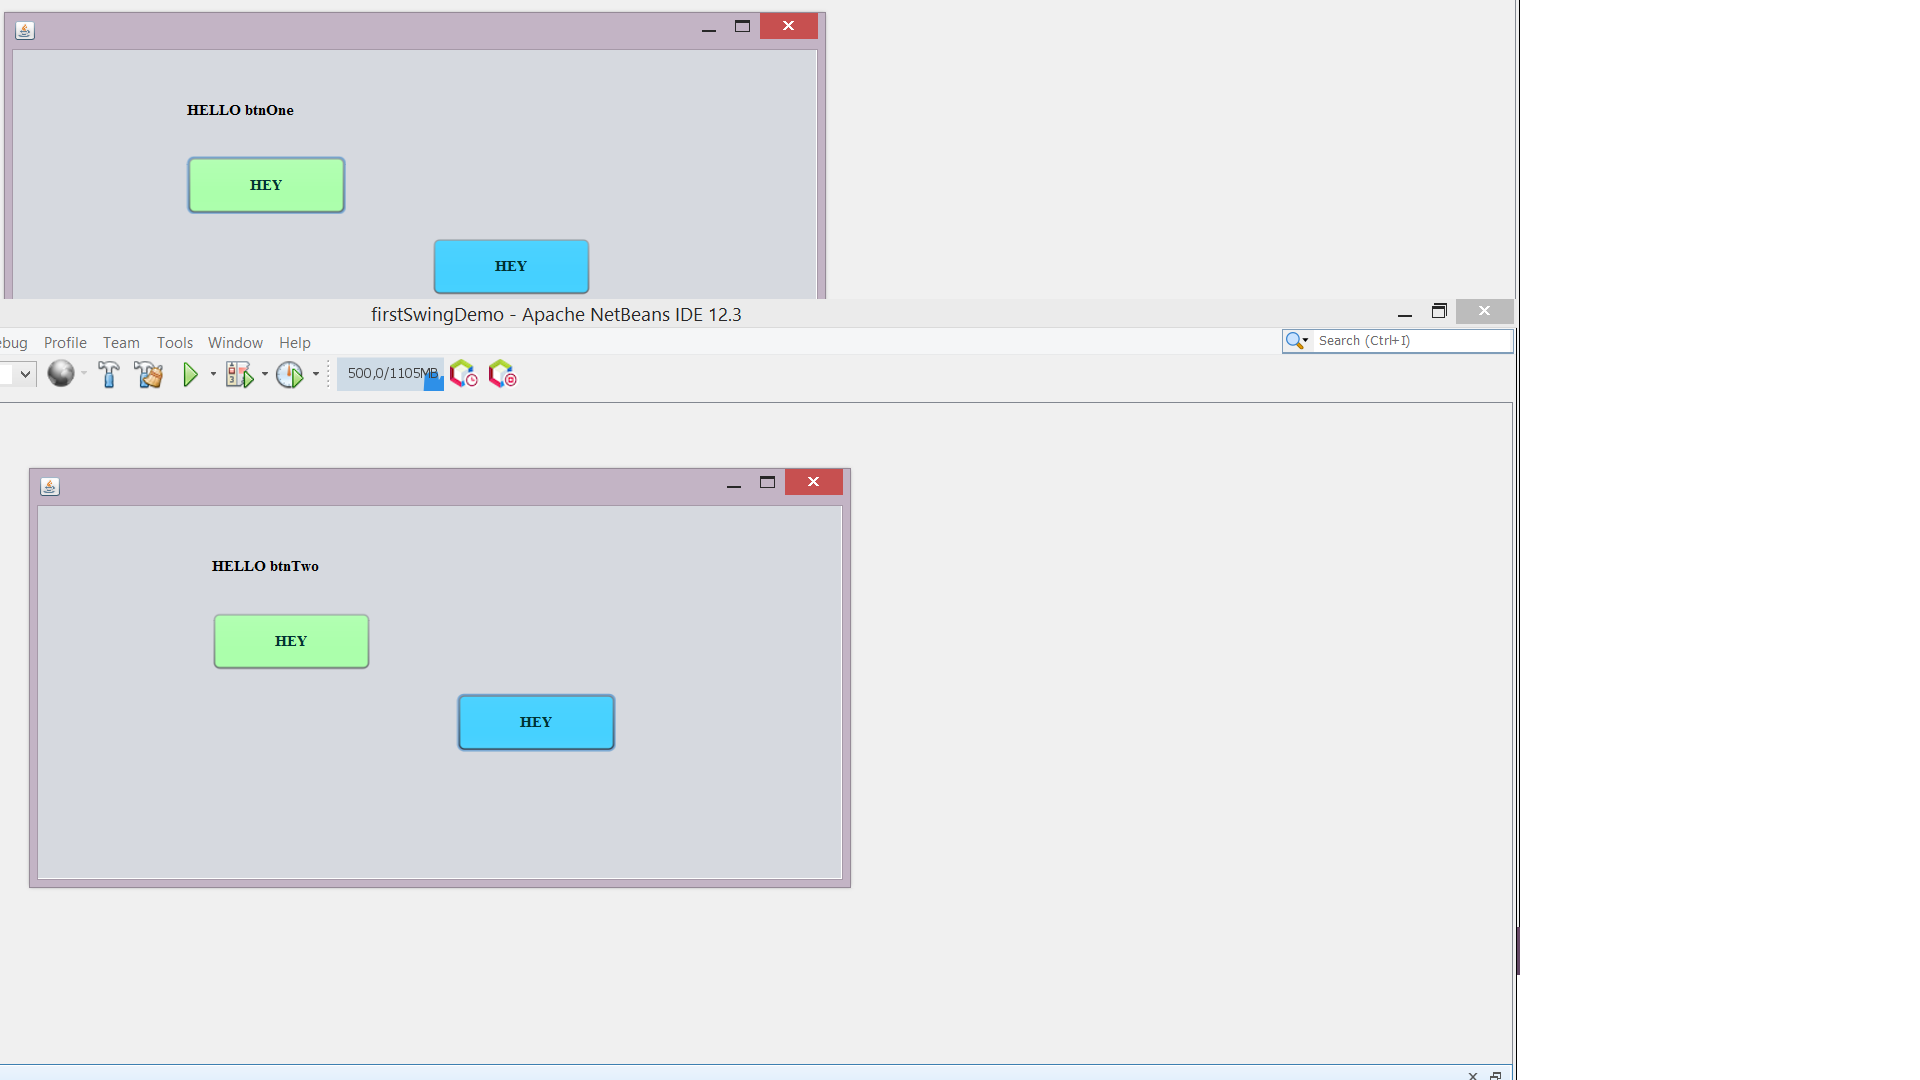 HELLO btnOne
HEY
HEY
firstSwingDemo - Apache NetBeans IDE 12.3
ebug Profile Team Tools Window Help
Search (Ctrl+I)
500,0/1105MB
HELLO btnTwo
HEY
HEY